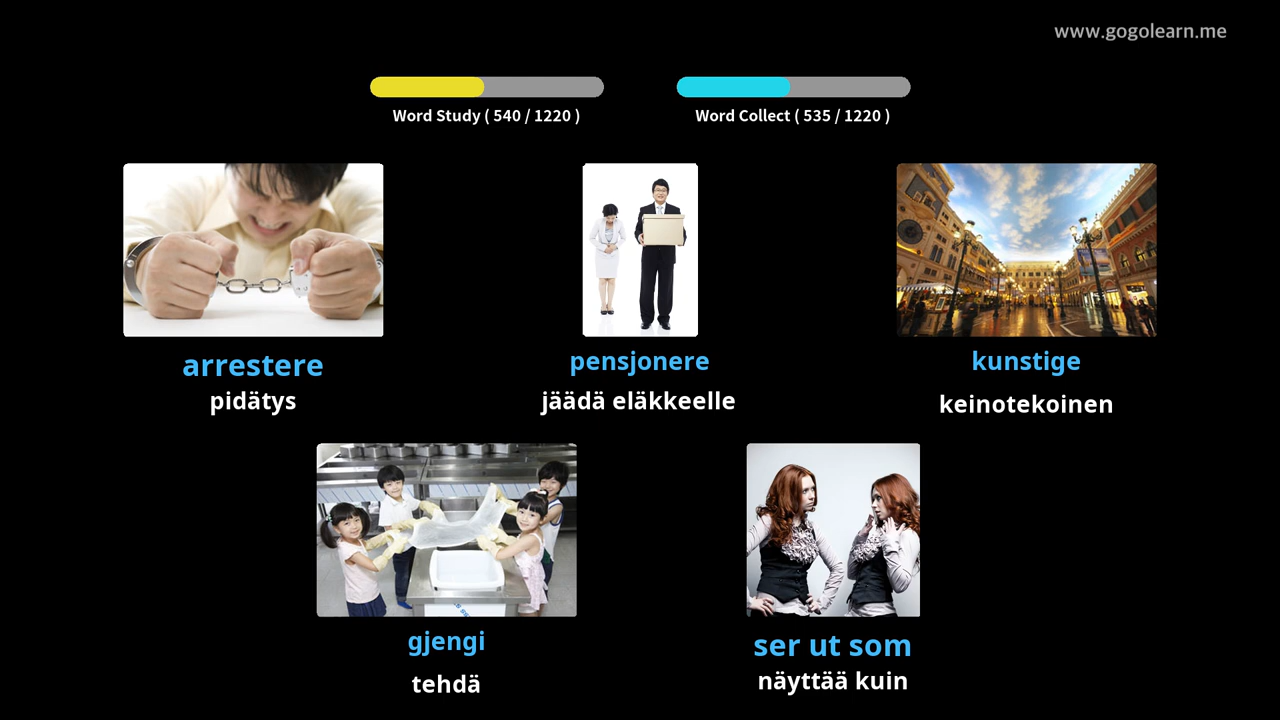 www.gogolearn.me
Word Study ( 540 / 1220 )
Word Collect ( 535 / 1220 )
arrestere
pidätys
pensjonere
jäädä eläkkeelle
kunstige
keinotekoinen
gjengi
tehdä
ser ut som
näyttää kuin